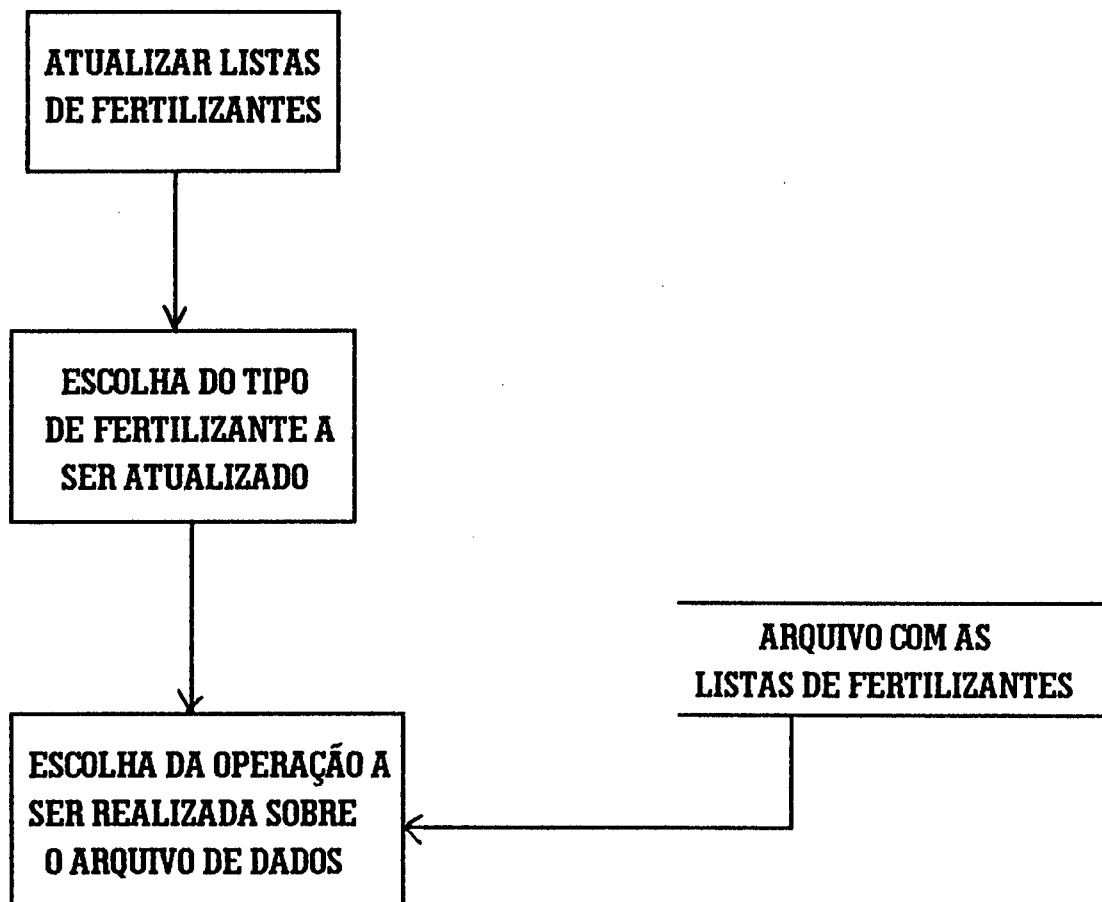 ATUALIZAR LISTAS
DE FERTILIZANTES
ESCOLHA DO TIPO
DE FERTILIZANTE A
SER ATUALIZADO
ARQUIVO COM AS
LISTAS DE FERTILIZANTES
ESCOLHA DA OPERAÇÃO A
SER REALIZADA SOBRE
O ARQUIVO DE DADOS